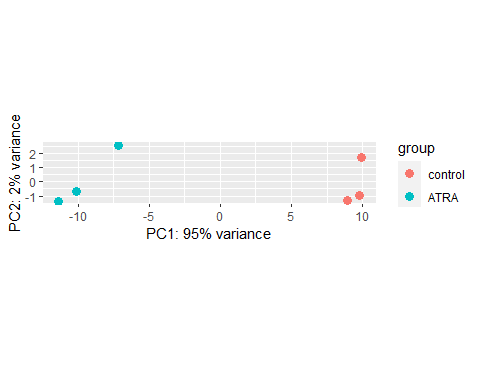 PC2: 2% variance
2
1
0
-1
-10
-5
0
5
10
PC1: 95% variance
group
control
ATRA